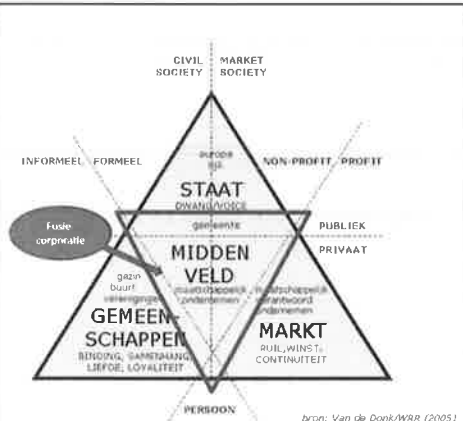 CIVIL MARKET
SOCIETY SOCIETY
INFORMEEL FORMEEL
NON-PROFIT PROFIT
europa
rijk
STAAT
DWANG/VOICE
gemeente
PUBLIEK
PRIVAAT
Fusie
corporatie
MIDDEN
VELD
maatschappelijk
ondernemen
maatschappelijk
verantwoord
ondernemen
gezin
buurt
verenigingen
GEMEEN-
SCHAPPEN
BINDING, SAMENHANG,
LIEFDE, LOYALITEIT
MARKT
RUIL, WINST,
CONTINUITEIT
PERSOON
bron: Van de Donk/WRR (2005)